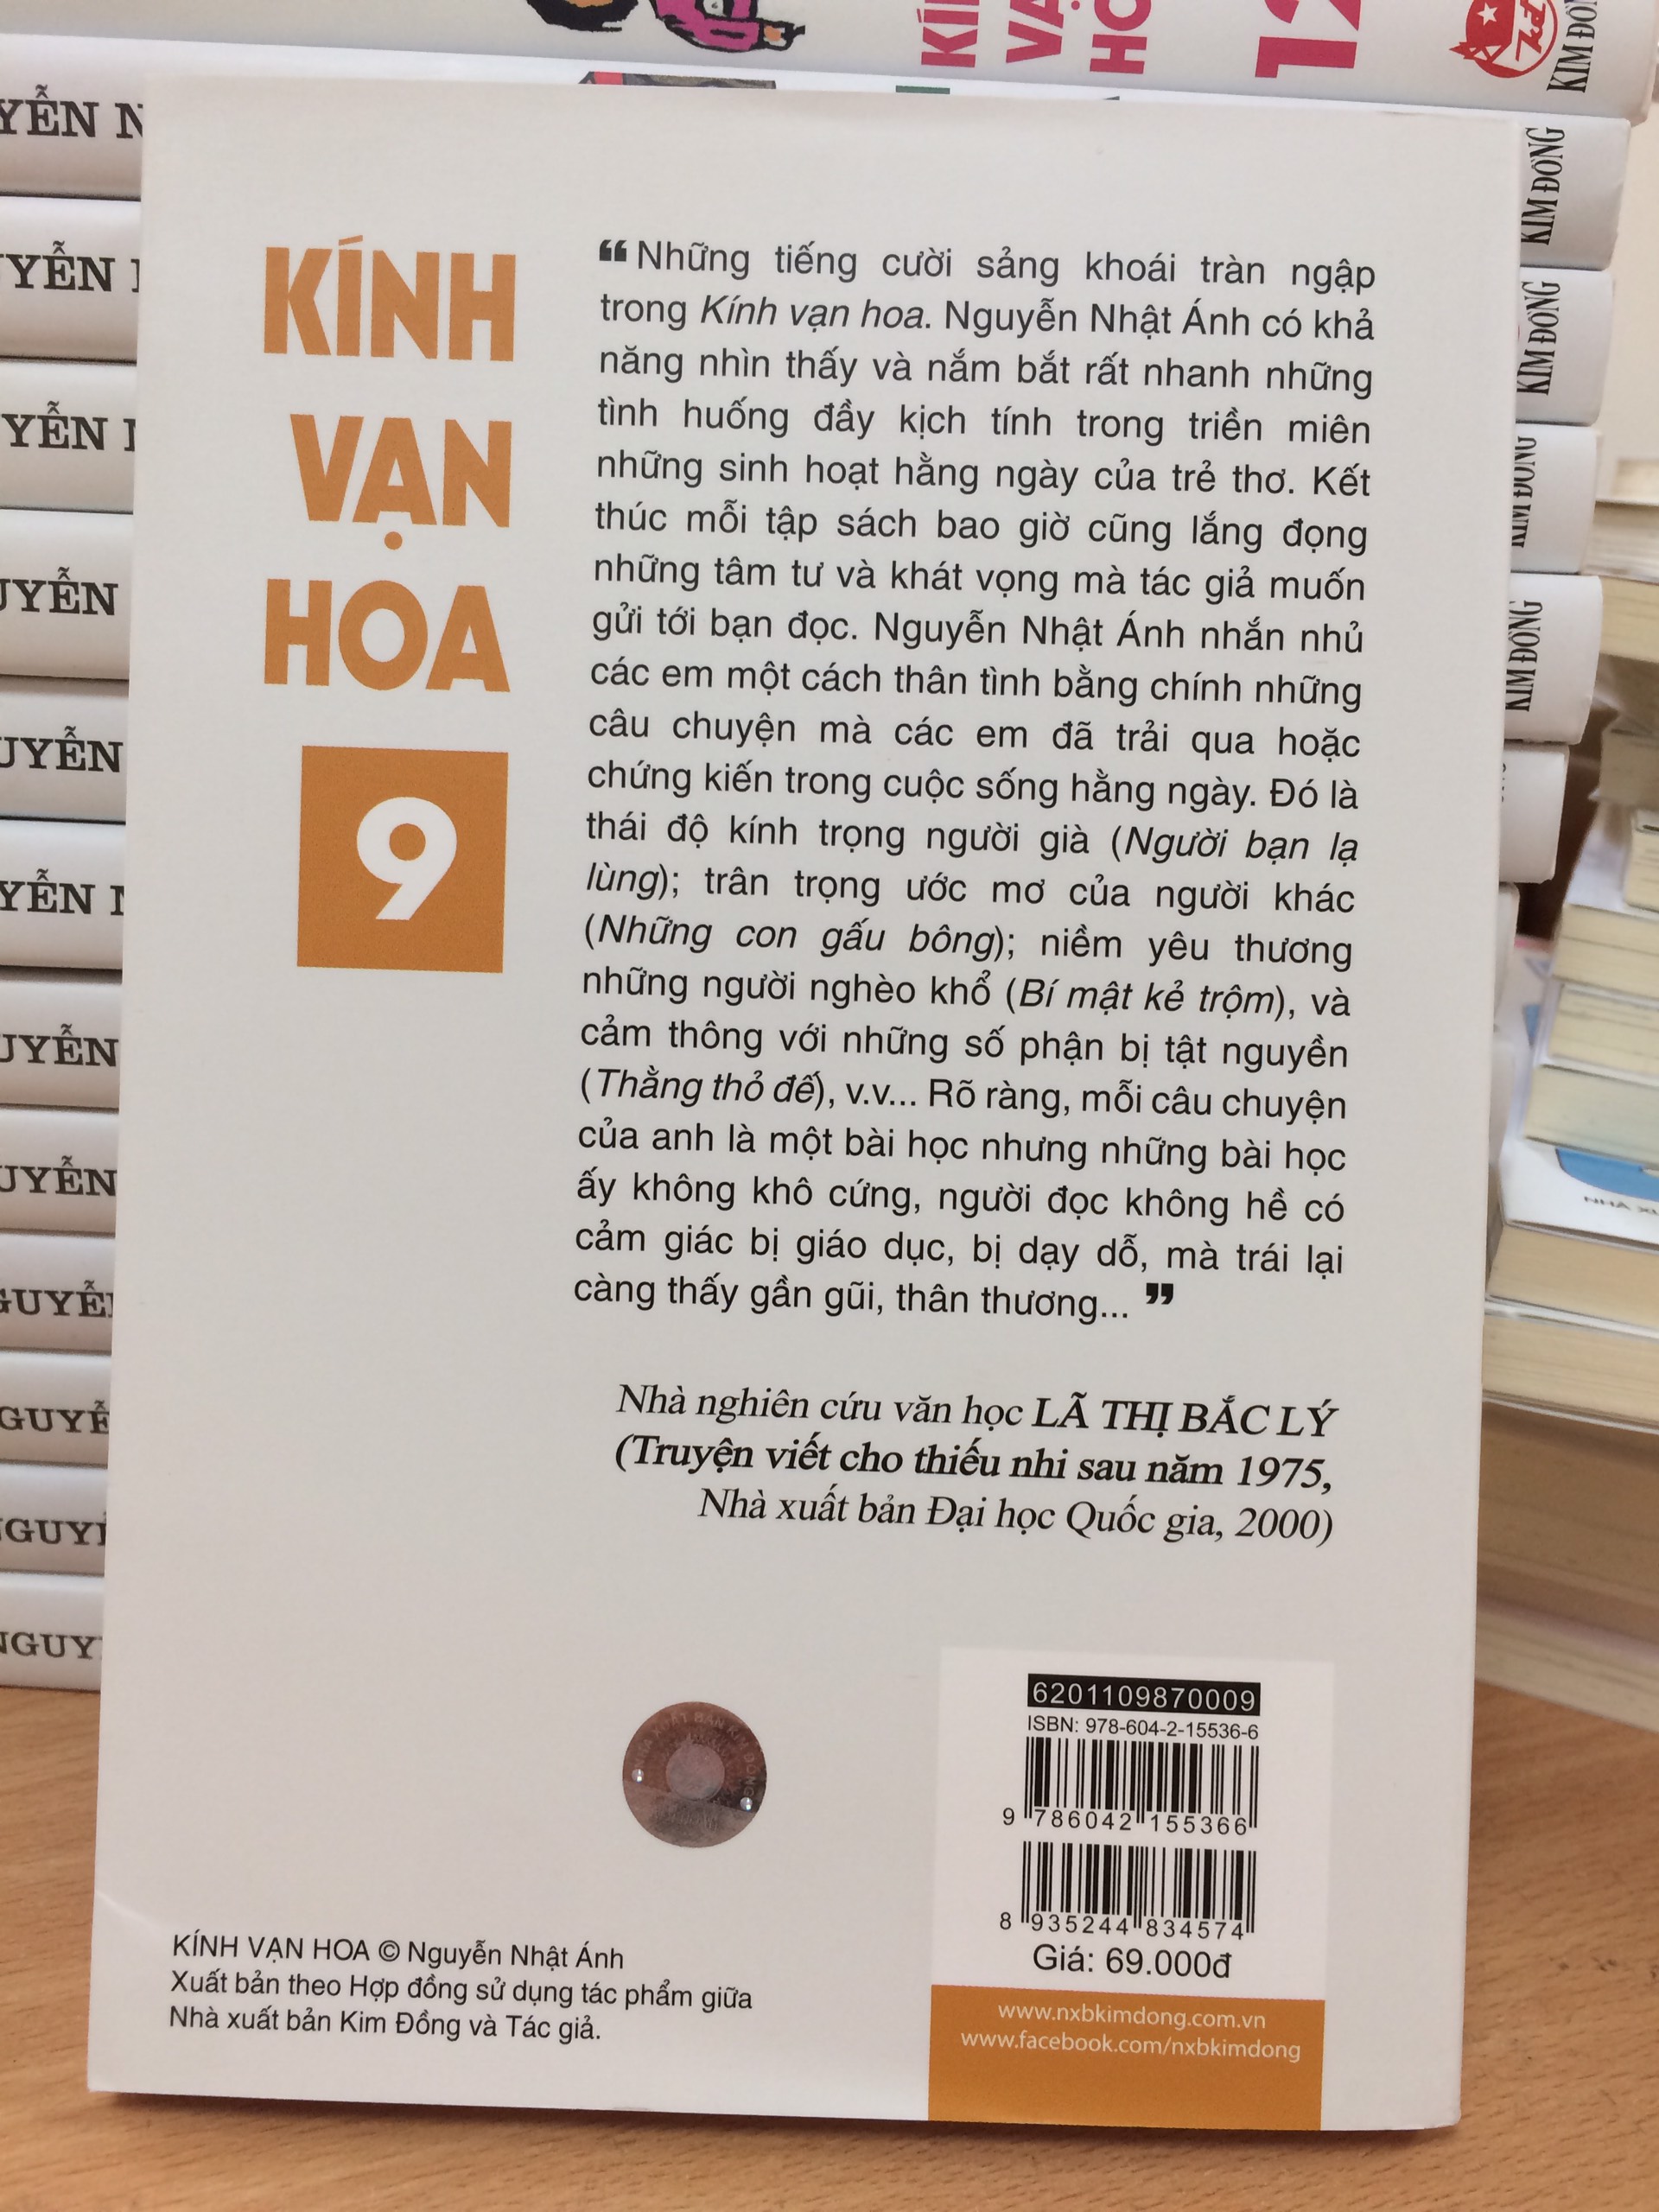 KÍNH
VẠN
HOA
9
“ Những tiếng cười sảng khoái tràn ngập
trong Kính vạn hoa. Nguyễn Nhật Ánh có khả
năng nhìn thấy và nắm bắt rất nhanh những
tình huống đầy kịch tính trong triền miên
những sinh hoạt hằng ngày của trẻ thơ. Kết
thúc mỗi tập sách bao giờ cũng lắng đọng
những tâm tư và khát vọng mà tác giả muốn
gửi tới bạn đọc. Nguyễn Nhật Ánh nhắn nhủ
các em một cách thân tình bằng chính những
câu chuyện mà các em đã trải qua hoặc
chứng kiến trong cuộc sống hằng ngày. Đó là
thái độ kính trọng người già (Người bạn lạ
lùng); trân trọng ước mơ của người khác
(Những con gấu bông); niềm yêu thương
những người nghèo khổ (Bí mật kẻ trộm), và
cảm thông với những số phận bị tật nguyền
(Thằng thỏ đế), v.v... Rõ ràng, mỗi câu chuyện
của anh là một bài học nhưng những bài học
ấy không khô cứng, người đọc không hề có
cảm giác bị giáo dục, bị dạy dỗ, mà trái lại
càng thấy gần gũi, thân thương... ”
Nhà nghiên cứu văn học LÃ THỊ BẮC LÝ
(Truyện viết cho thiếu nhi sau năm 1975,
Nhà xuất bản Đại học Quốc gia, 2000)
6201109870009
ISBN: 978-604-2-15536-6
9 786042 155366
8 935244 834574
Giá: 69.000đ
www.nxbkimdong.com.vn
www.facebook.com/nxbkimdong
KÍNH VẠN HOA © Nguyễn Nhật Ánh
Xuất bản theo Hợp đồng sử dụng tác phẩm giữa
Nhà xuất bản Kim Đồng và Tác giả.
12
KIM ĐỒNG
KIM ĐỒNG
KIM ĐỒNG
KIM ĐỒNG